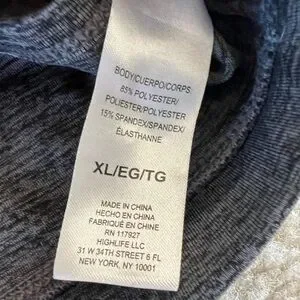 BODY/CUERPO/CORPS
85% POLYESTER/
POLIESTER/POLYESTER
15% SPANDEX/SPANDEX/
ÉLASTHANNE
XL/EG/TG
MADE IN CHINA
HECHO EN CHINA
FABRIQUÉ EN CHINE
RN 117927
HIGHLIFE LLC
31 W 34TH STREET 6 FL
NEW YORK, NY 10001